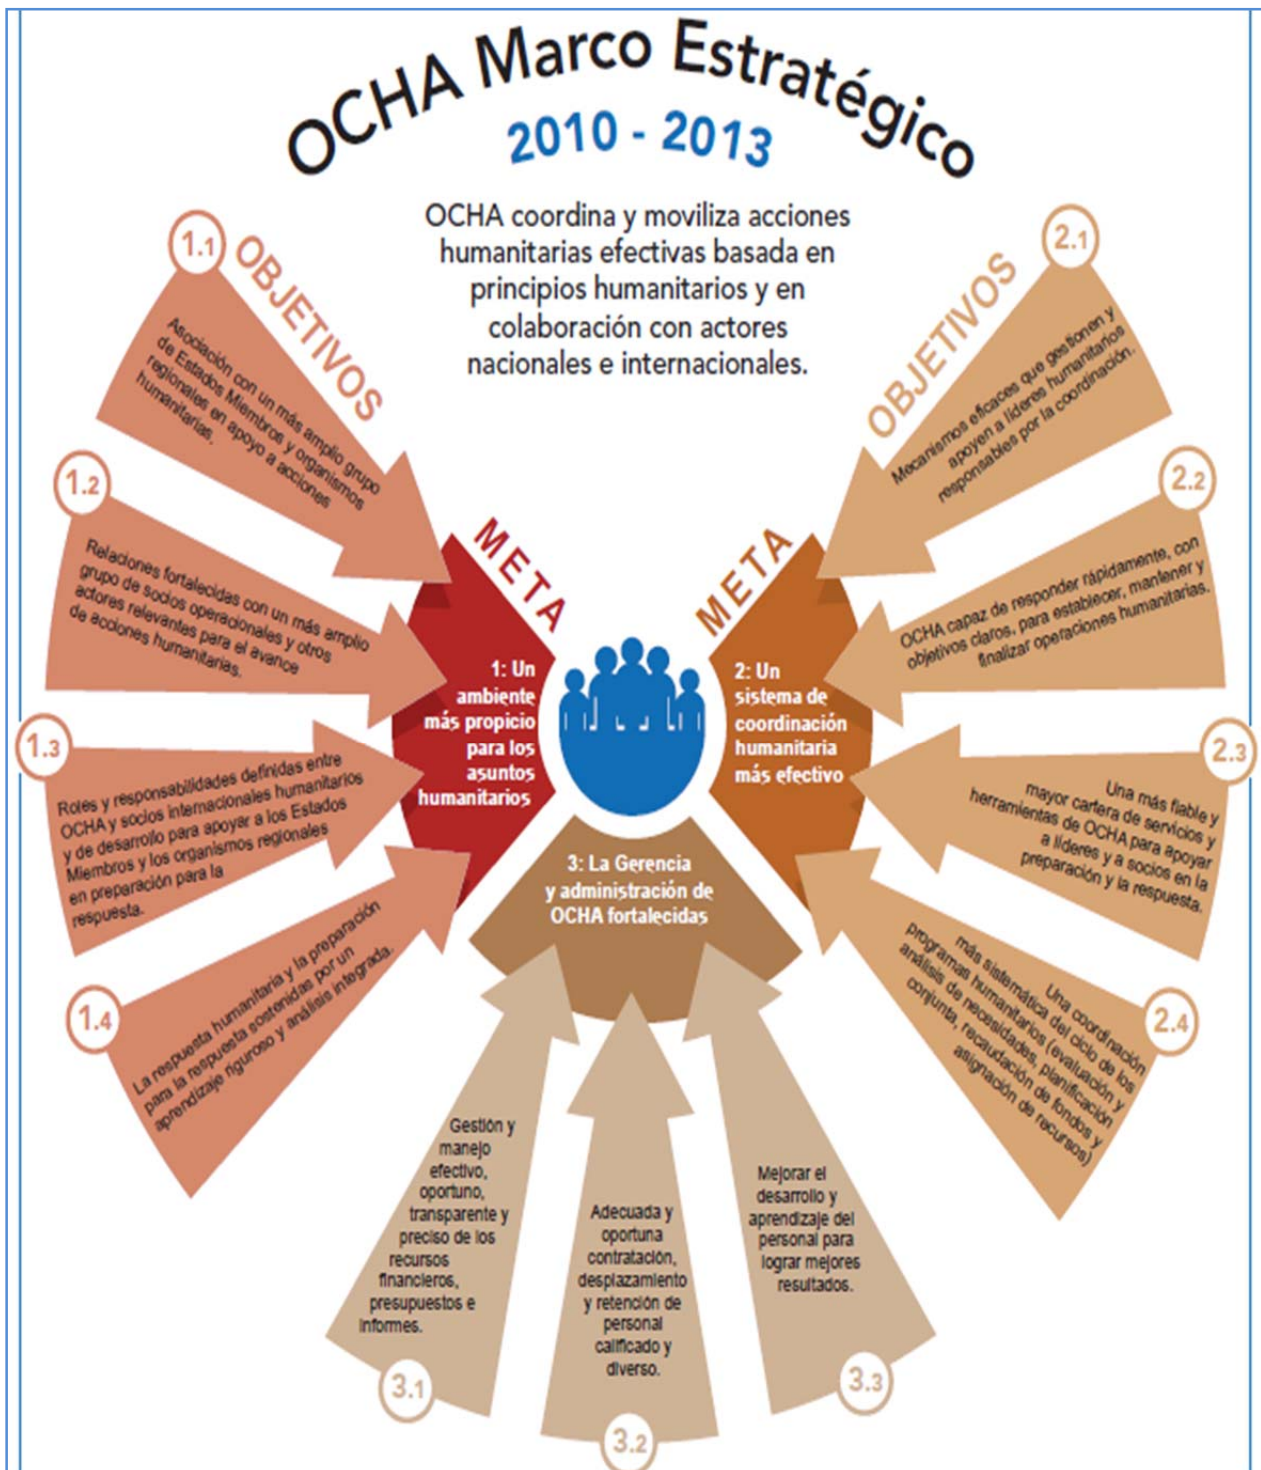 OCHA Marco Estratégico
2010 - 2013
OCHA coordina y moviliza acciones
humanitarias efectivas basada en
principios humanitarios y en
colaboración con actores
nacionales e internacionales.
OBJETIVOS
1.1
Asociación con un más amplio grupo
de Estados Miembros y organismos
regionales en apoyo a acciones
humanitarias.
1.2
Relaciones fortalecidas con un más amplio
grupo de socios operacionales y otros
actores relevantes para el avance
de acciones humanitarias.
1.3
Roles y responsabilidades definidas entre
OCHA y socios internacionales humanitarios
y de desarrollo para apoyar a los Estados
Miembros y los organismos regionales
en preparación para la
respuesta.
1.4
La respuesta humanitaria y la preparación
para la respuesta sostenidas por un
aprendizaje riguroso y análisis integrada.
META
1: Un
ambiente
más propicio
para los
asuntos
humanitarios
OBJETIVOS
2.1
Mecanismos eficaces que gestionen y
apoyen a líderes humanitarios
responsables por la coordinación.
2.2
OCHA capaz de responder rápidamente, con
objetivos claros, para establecer, mantener y
finalizar operaciones humanitarias.
2.3
Una más fiable y
mayor cartera de servicios y
herramientas de OCHA para apoyar
a líderes y a socios en la
preparación y la respuesta.
2.4
Una coordinación
más sistemática del ciclo de los
programas humanitarios (evaluación y
análisis de necesidades, planificación
conjunta, recaudación de fondos y
asignación de recursos)
META
2: Un
sistema de
coordinación
humanitaria
más efectivo
3: La Gerencia
y administración de
OCHA fortalecidas
Gestión y
manejo
efectivo,
oportuno,
transparente y
preciso de los
recursos
financieros,
presupuestos e
informes.
3.1
Adecuada y
oportuna
contratación,
desplazamiento
y retención de
personal
calificado y
diverso.
3.2
Mejorar el
desarrollo y
aprendizaje del
personal para
lograr mejores
resultados.
3.3